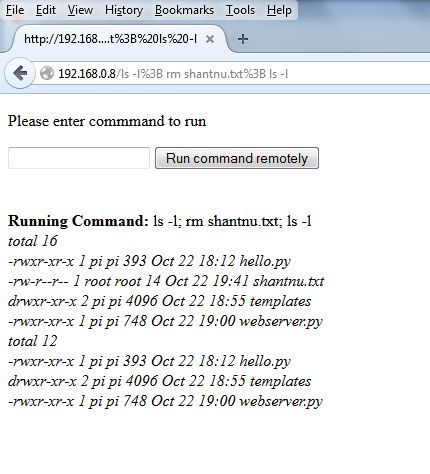 File Edit View History Bookmarks Tools Help
http://192.168....t%3B%20ls%20-l
192.168.0.8/ls -l%3B rm shantnu.txt%3B ls -l
Please enter commmand to run
Run command remotely
Running Command: ls -l; rm shantnu.txt; ls -l
total 16
-rwxr-xr-x 1 pi pi 393 Oct 22 18:12 hello.py
-rw-r--r-- 1 root root 14 Oct 22 19:41 shantnu.txt
drwxr-xr-x 2 pi pi 4096 Oct 22 18:55 templates
-rwxr-xr-x 1 pi pi 748 Oct 22 19:00 webserver.py
total 12
-rwxr-xr-x 1 pi pi 393 Oct 22 18:12 hello.py
drwxr-xr-x 2 pi pi 4096 Oct 22 18:55 templates
-rwxr-xr-x 1 pi pi 748 Oct 22 19:00 webserver.py